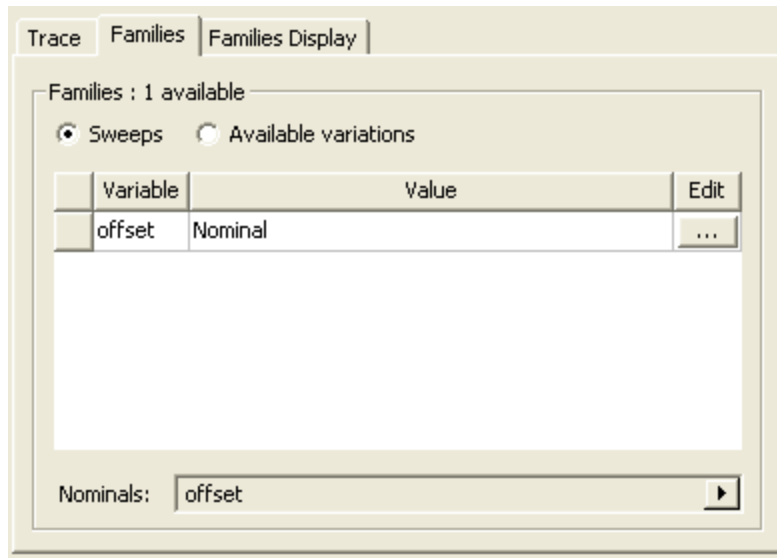 Trace Families Families Display
Families : 1 available
Sweeps Available variations
Variable Value Edit
offset Nominal ...
Nominals: offset